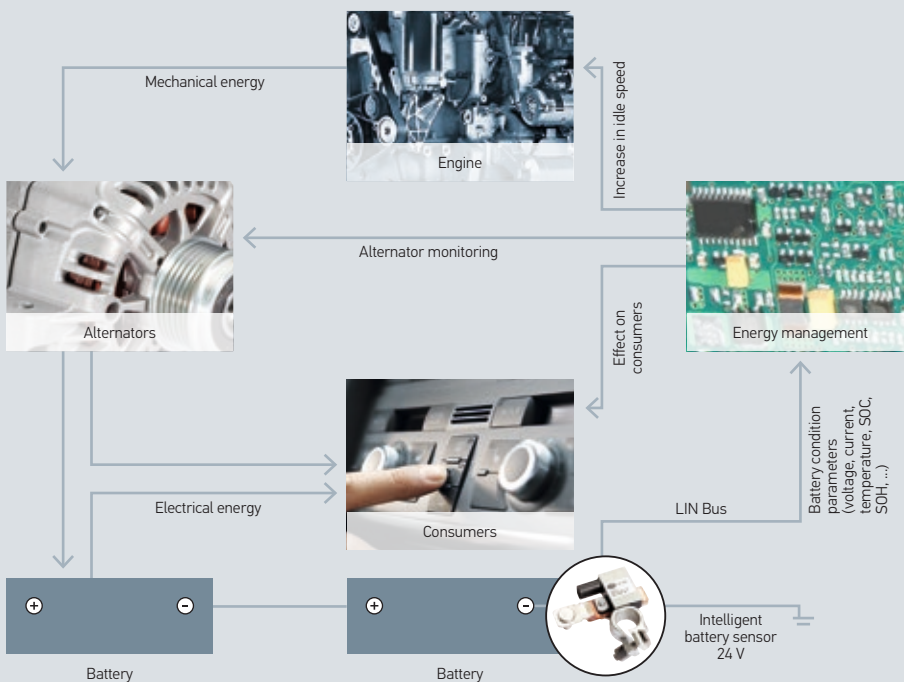 Mechanical energy
Engine
Increase in idle speed
Alternator monitoring
Alternators
Energy management
Effect on
consumers
Battery condition
parameters
(voltage, current,
temperature, SOC,
SOH, ...)
Electrical energy
Consumers
LIN Bus
+
-
+
-
Intelligent
battery sensor
24 V
Battery
Battery